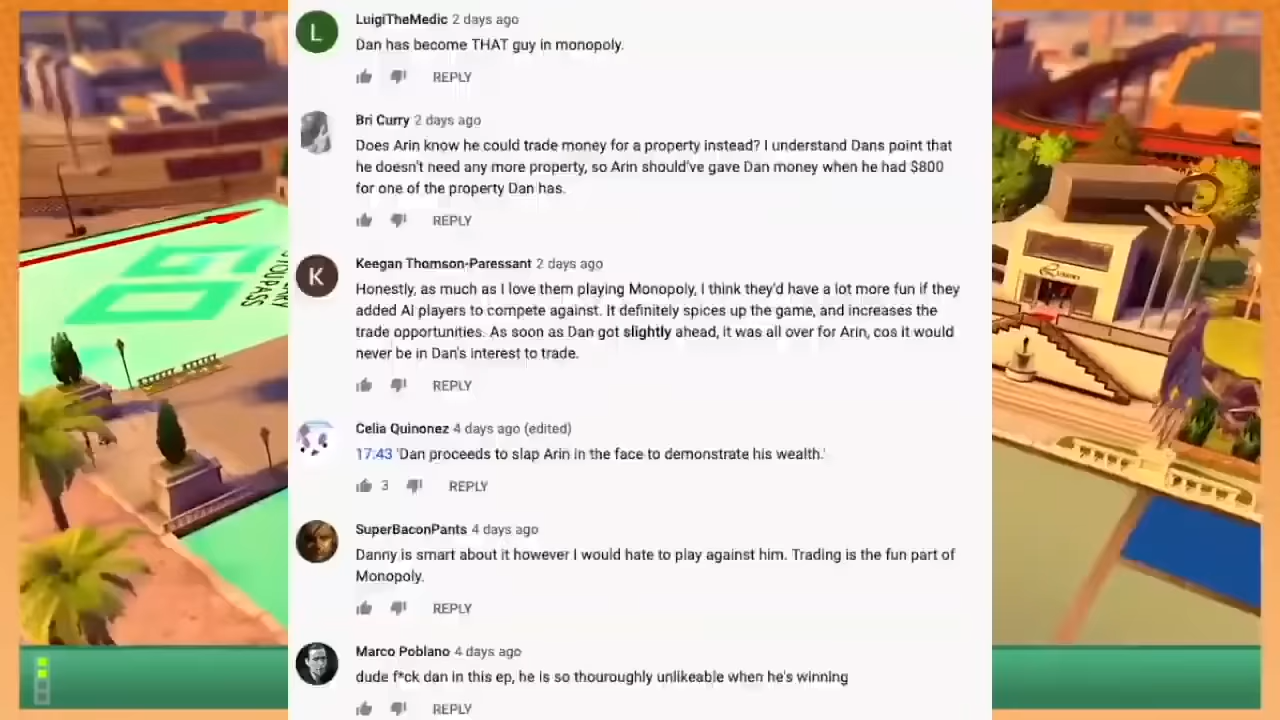 LuigiTheMedic 2 days ago
Dan has become THAT guy in monopoly.
REPLY
Bri Curry 2 days ago
Does Arin know he could trade money for a property instead? I understand Dans point that
he doesn't need any more property, so Arin should've gave Dan money when he had $800
for one of the property Dan has.
REPLY
Keegan Thomson-Paressant 2 days ago
Honestly, as much as I love them playing Monopoly, I think they'd have a lot more fun if they
added AI players to compete against. It definitely spices up the game, and increases the
trade opportunities. As soon as Dan got slightly ahead, it was all over for Arin, cos it would
never be in Dan's interest to trade.
REPLY
Celia Quinonez 4 days ago (edited)
17:43 'Dan proceeds to slap Arin in the face to demonstrate his wealth.'
3 REPLY
SuperBaconPants 4 days ago
Danny is smart about it however I would hate to play against him. Trading is the fun part of
Monopoly.
REPLY
Marco Poblano 4 days ago
dude f*ck dan in this ep, he is so thouroughly unlikeable when he's winning
REPLY
L
K
GO
YOU PASS